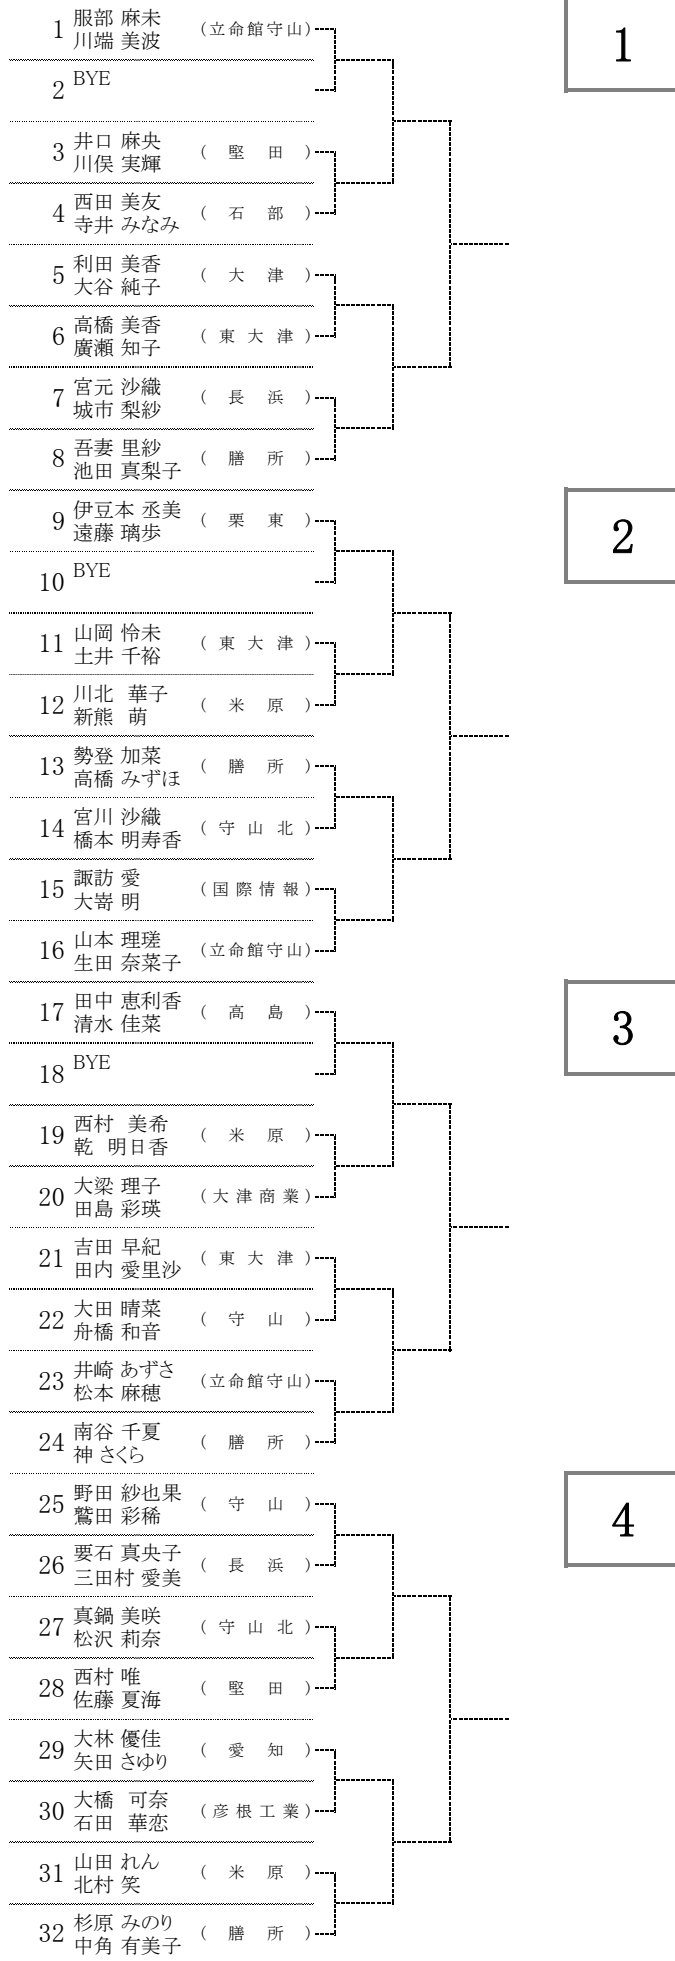 1 服部 麻未 (立命館守山)
川端 美波
1
2 BYE
3 井口 麻央 ( 堅 田 )
川俣 実輝
4 西田 美友 ( 石 部 )
寺井 みなみ
5 利田 美香 ( 大 津 )
大谷 純子
6 高橋 美香 ( 東 大 津 )
廣瀬 知子
7 宮元 沙織 ( 長 浜 )
城市 梨紗
8 吾妻 里紗 ( 膳 所 )
池田 真梨子
9 伊豆本 丞美 ( 栗 東 )
遠藤 璃歩
2
10 BYE
11 山岡 怜未 ( 東 大 津 )
土井 千裕
12 川北 華子 ( 米 原 )
新熊 萌
13 勢登 加菜 ( 膳 所 )
高橋 みずほ
14 宮川 沙織 ( 守 山 北 )
橋本 明寿香
15 諏訪 愛 (国際情報)
大嵜 明
16 山本 理瑳 (立命館守山)
生田 奈菜子
17 田中 恵利香 ( 高 島 )
清水 佳菜
3
18 BYE
19 西村 美希 ( 米 原 )
乾 明日香
20 大梁 理子 (大津商業)
田島 彩瑛
21 吉田 早紀 ( 東 大 津 )
田内 愛里沙
22 大田 晴菜 ( 守 山 )
舟橋 和音
23 井崎 あずさ (立命館守山)
松本 麻穂
24 南谷 千夏 ( 膳 所 )
神 さくら
25 野田 紗也果 ( 守 山 )
鷲田 彩稀
4
26 要石 真央子 ( 長 浜 )
三田村 愛美
27 真鍋 美咲 ( 守 山 北 )
松沢 莉奈
28 西村 唯 ( 堅 田 )
佐藤 夏海
29 大林 優佳 ( 愛 知 )
矢田 さゆり
30 大橋 可奈 (彦根工業)
石田 華恋
31 山田 れん ( 米 原 )
北村 笑
32 杉原 みのり ( 膳 所 )
中角 有美子